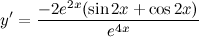 y' = \frac{-2e^{2x}(\sin 2x + \cos 2x)}{e^{4x}}